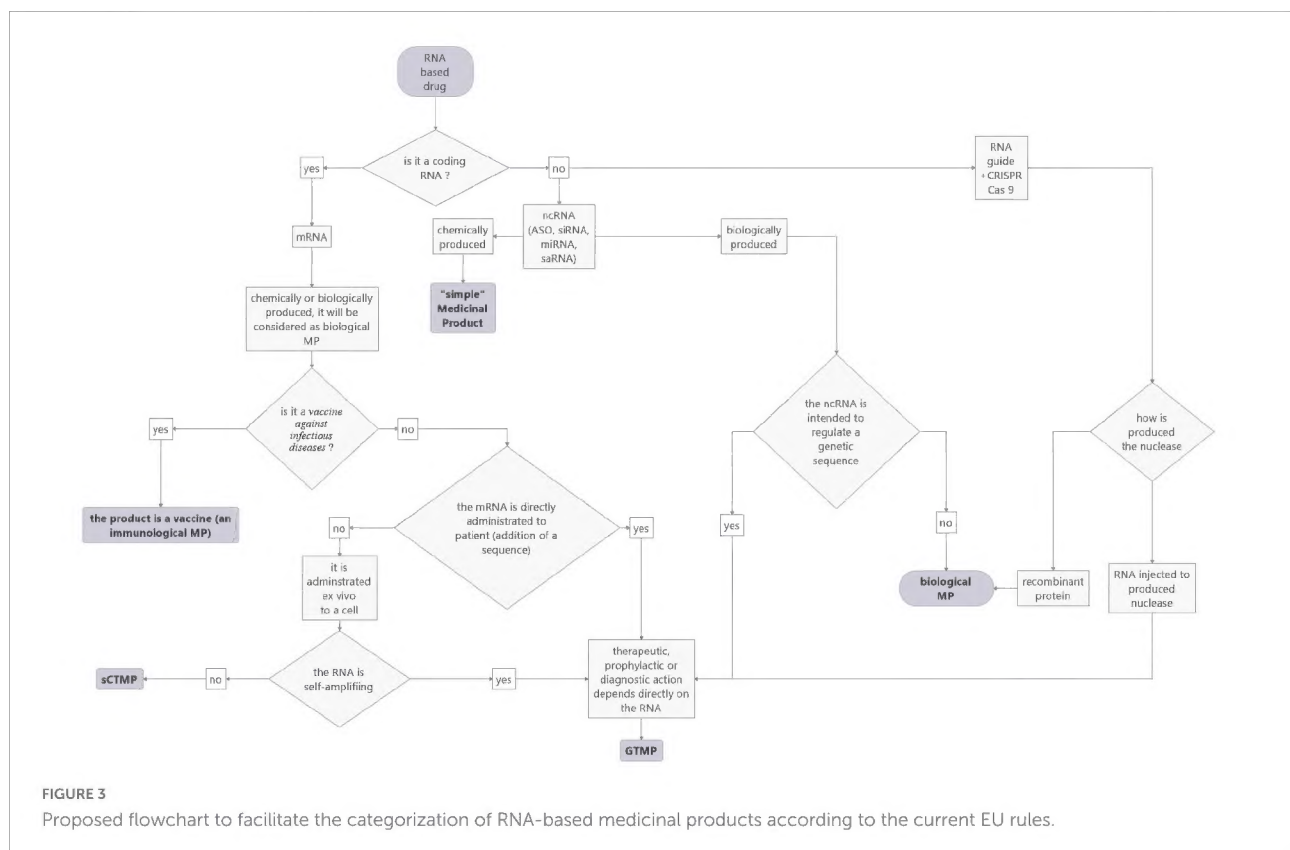 RNA
based
drug
is it a coding
RNA ?
yes
no
RNA
guide
+CRISPR
Cas 9
mRNA
chemically
produced
ncRNA
(ASO, siRNA,
miRNA,
saRNA)
biologically
produced
"simple"
Medicinal
Product
chemically or biologically
produced, it will be
considered as biological
MP
is it a vaccine
against
infectious
diseases ?
yes
no
the ncRNA is
intended to
regulate a
genetic
sequence
how is
produced
the nuclease
the product is a vaccine (an
immunological MP)
the mRNA is directly
administrated to
patient (addition of a
sequence)
no
yes
yes
no
it is
adminstrated
ex vivo
to a cell
biological
MP
recombinant
protein
RNA injected to
produced
nuclease
sCTMP
no
the RNA is
self-amplifiing
yes
therapeutic,
prophylactic or
diagnostic action
depends directly on
the RNA
GTMP
FIGURE 3
Proposed flowchart to facilitate the categorization of RNA-based medicinal products according to the current EU rules.